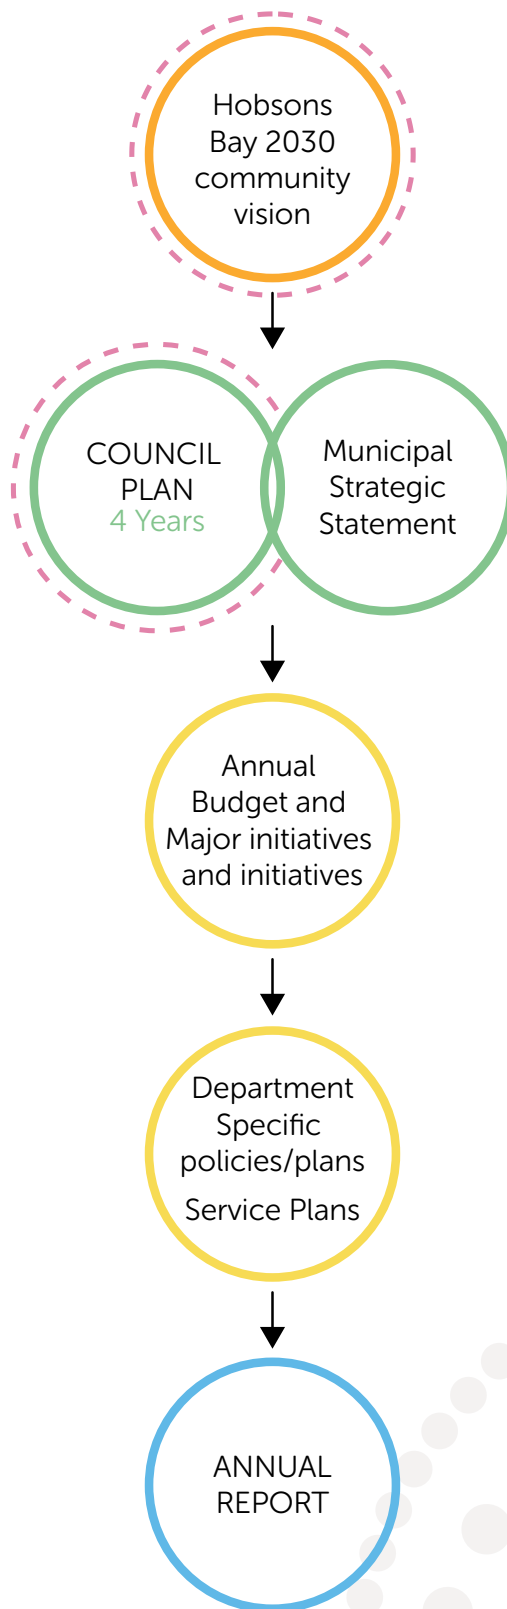 Hobsons
Bay 2030
community
vision
COUNCIL
PLAN
4 Years
Municipal
Strategic
Statement
Annual
Budget and
Major initiatives
and initiatives
Department
Specific
policies/plans
Service Plans
ANNUAL
REPORT